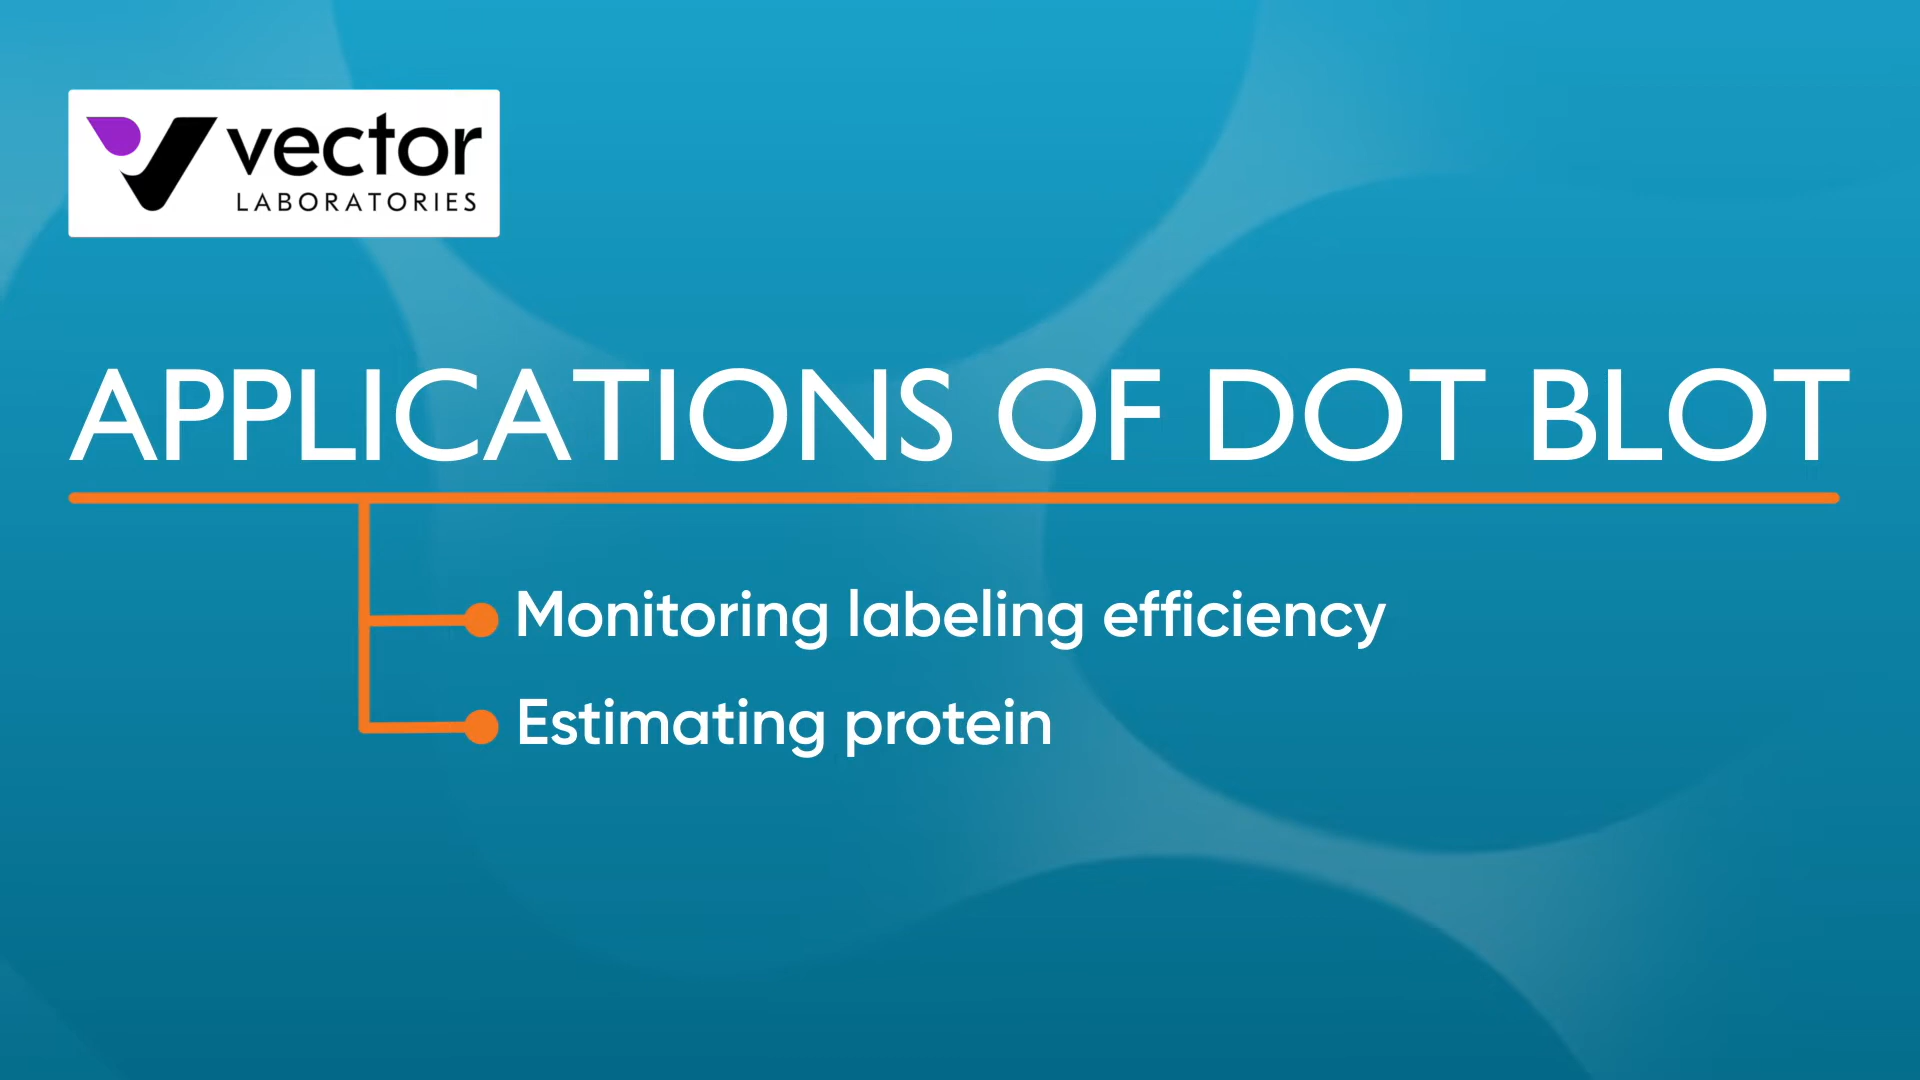 vector
LABORATORIES
APPLICATIONS OF DOT BLOT
Monitoring labeling efficiency
Estimating protein